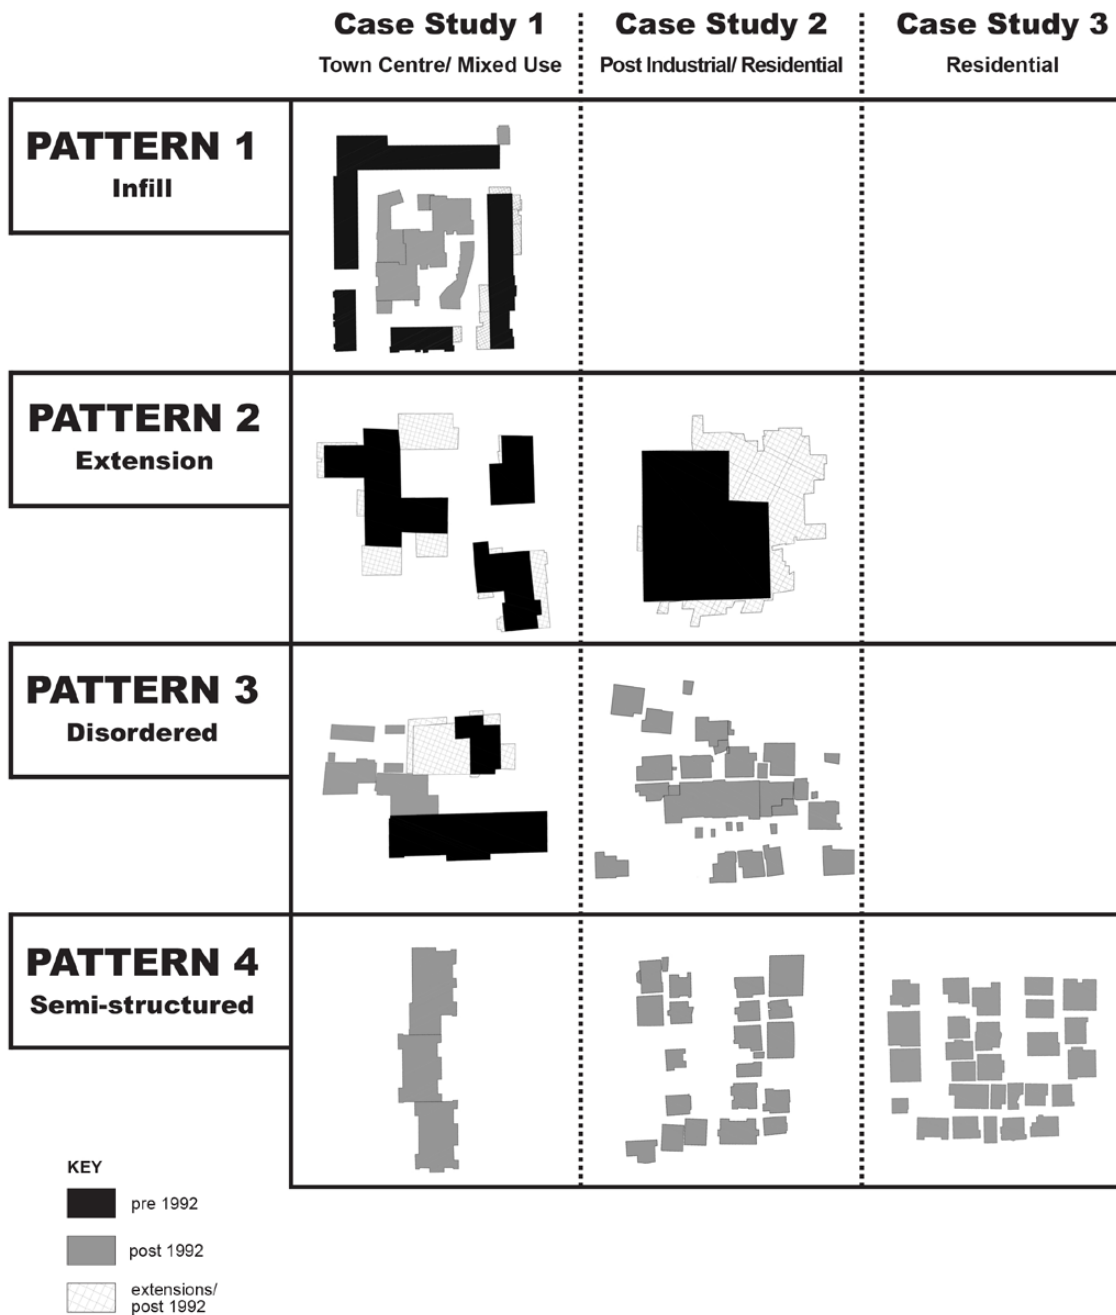 Case Study 1
Town Centre/ Mixed Use
Case Study 2
Post Industrial/ Residential
Case Study 3
Residential
PATTERN 1
Infill
PATTERN 2
Extension
PATTERN 3
Disordered
PATTERN 4
Semi-structured
KEY
pre 1992
post 1992
extensions/
post 1992